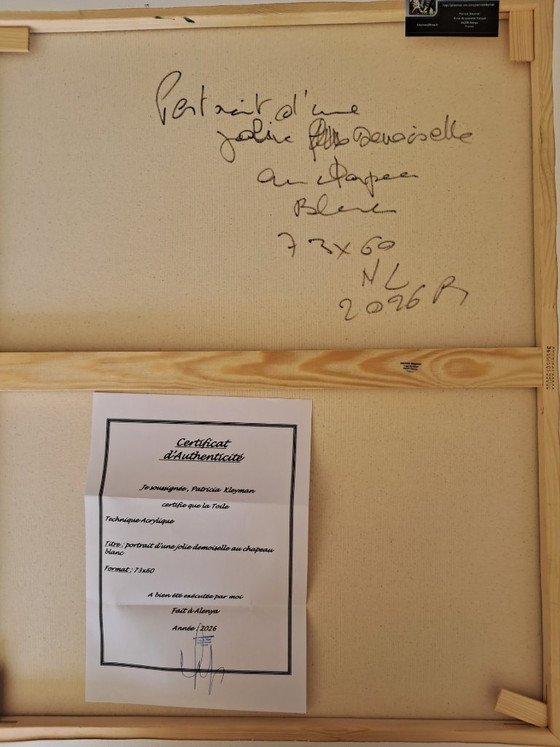 Portrait d'une
jolie Demoiselle
au chapeau
Blanc
73x60
NL
2026 R
Certificat
d'Authenticité
Je soussignée, Patricia Kleyman
certifie que la Toile
Technique Acrylique
Titre : portrait d'une jolie demoiselle au chapeau
blanc
Format : 73x60
A bien été exécutée par moi
Fait à Alenya
Année : 2026